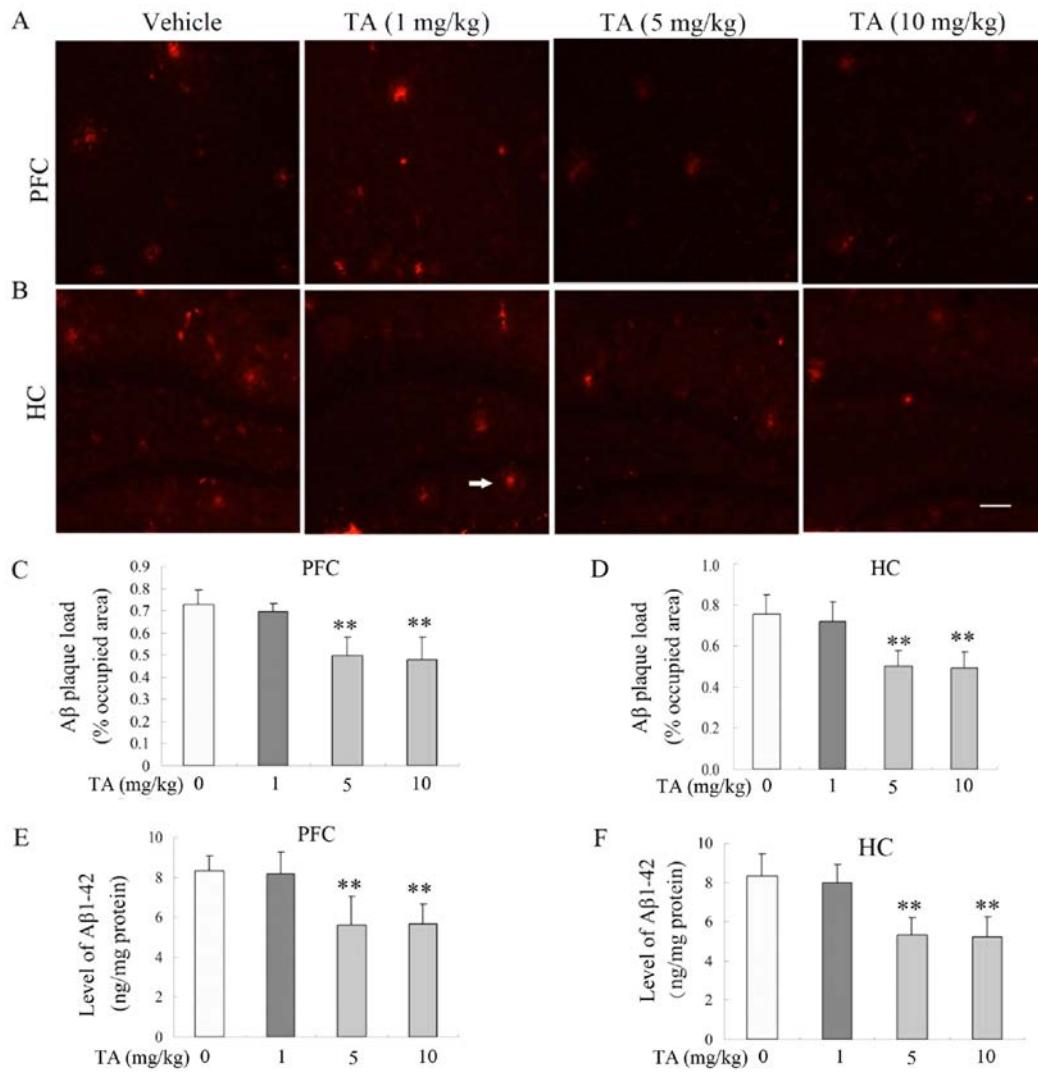 A
Vehicle
TA (1 mg/kg)
TA (5 mg/kg)
TA (10 mg/kg)
PFC
B
HC
C
PFC
Aβ plaque load
(% occupied area)
0.9
0.8
0.7
0.6
0.5
0.4
0.3
0.2
0.1
0
**
**
TA (mg/kg) 0 1 5 10
D
HC
Aβ plaque load
(% occupied area)
1.0
0.8
0.6
0.4
0.2
0.0
**
**
TA (mg/kg) 0 1 5 10
E
PFC
Level of Aβ1-42
(ng/mg protein)
10
8
6
4
2
0
**
**
TA (mg/kg) 0 1 5 10
F
HC
Level of Aβ1-42
(ng/mg protein)
10
8
6
4
2
0
**
**
TA (mg/kg) 0 1 5 10